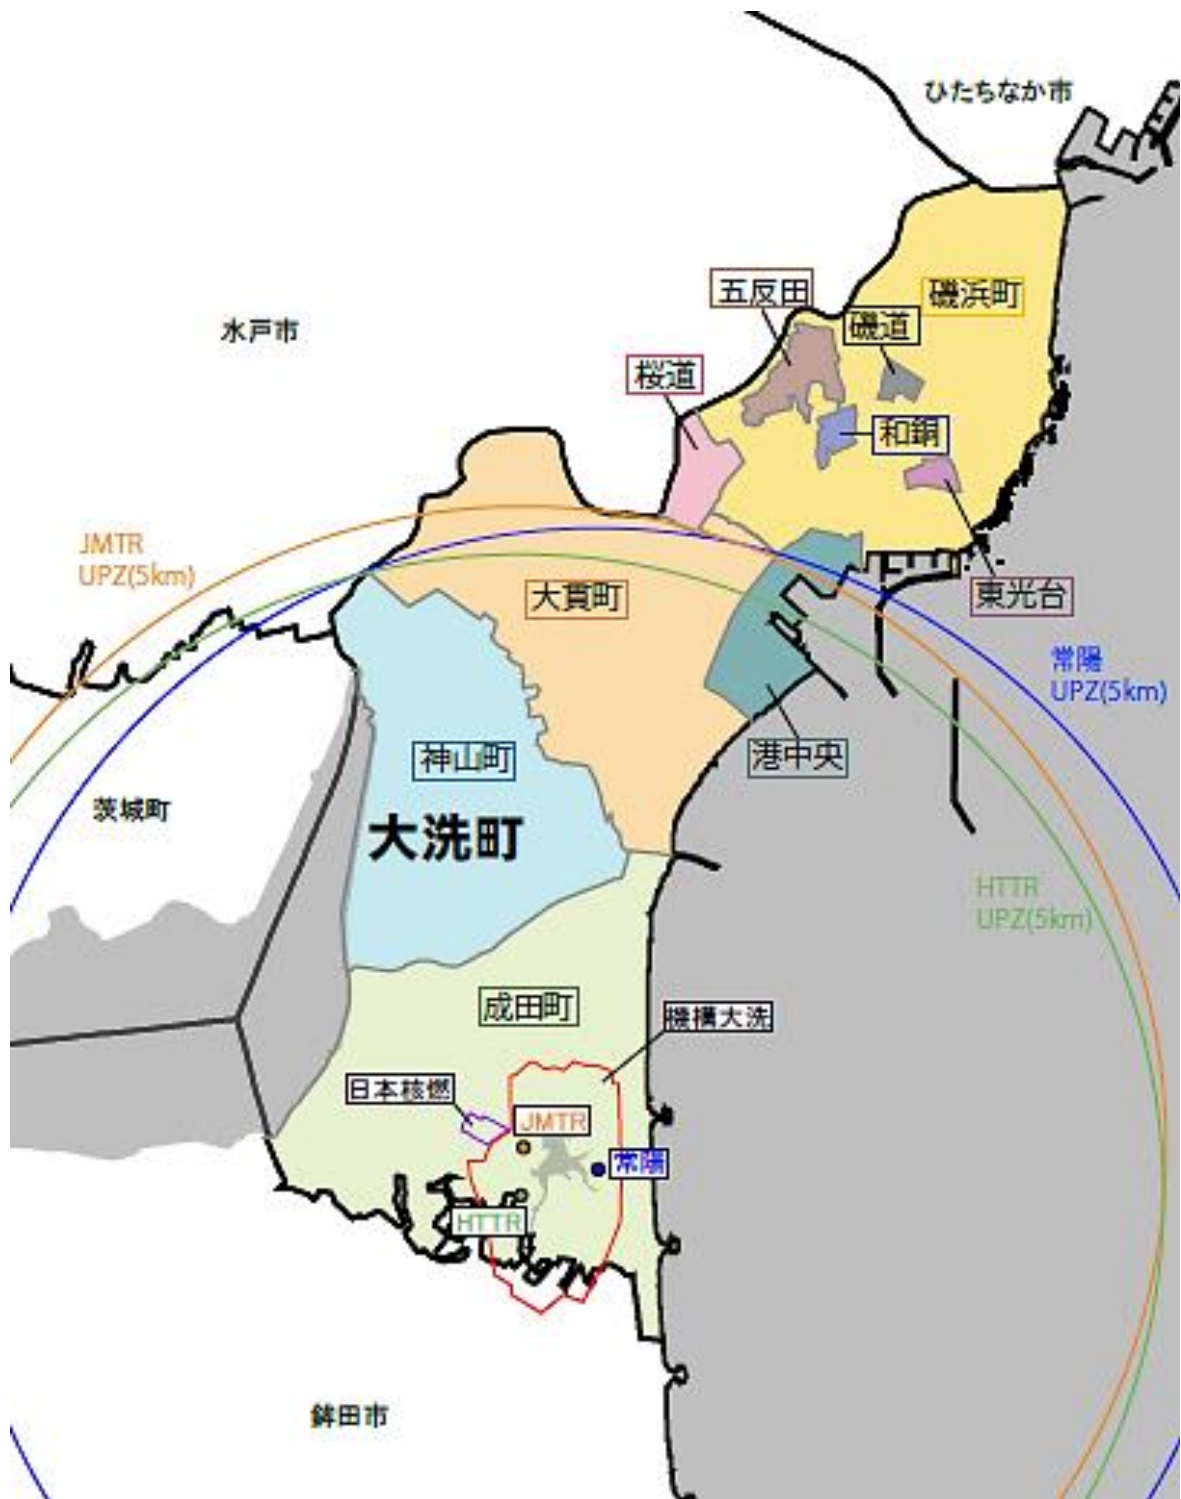 ひたちなか市
五反田
磯浜町
磯道
水戸市
桜道
和銅
JMTR
UPZ(5km)
大貫町
東光台
常陽
UPZ(5km)
神山町
港中央
茨城町
大洗町
HTTR
UPZ(5km)
成田町
機構大洗
日本核燃
JMTR
常陽
HTTR
鉾田市